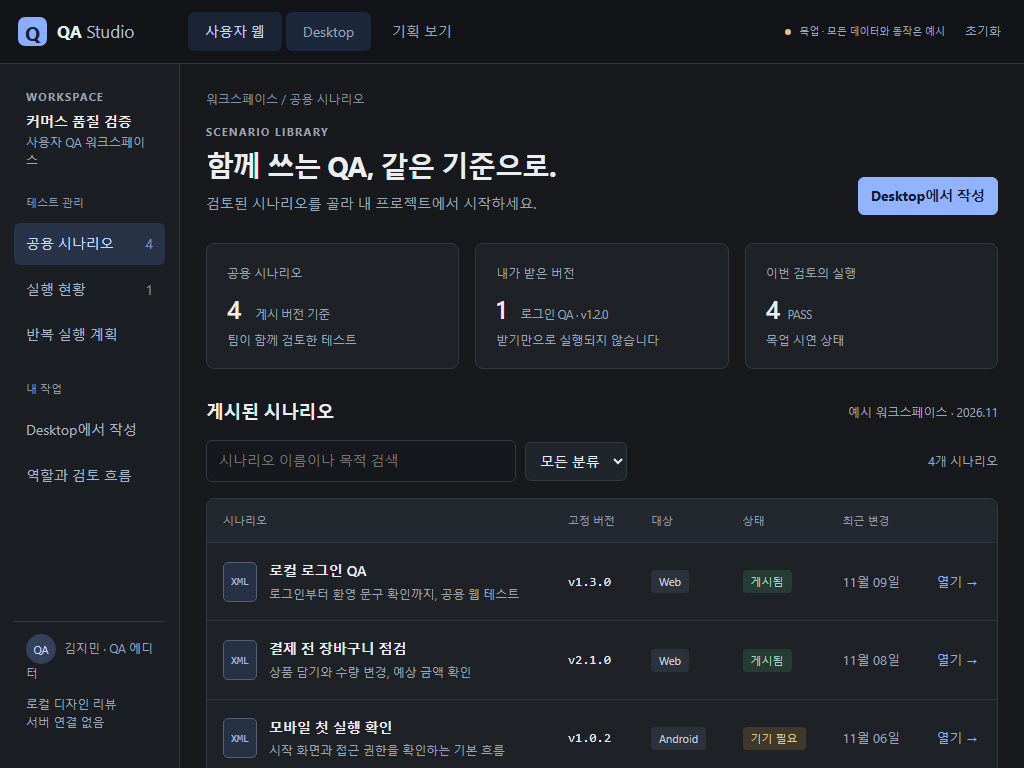 Q QA Studio
사용자 웹
Desktop
기획 보기
목업 · 모든 데이터와 동작은 예시
초기화
WORKSPACE
커머스 품질 검증
사용자 QA 워크스페이
스
테스트 관리
공용 시나리오 4
실행 현황 1
반복 실행 계획
내 작업
Desktop에서 작성
역할과 검토 흐름
QA 김지민 · QA 에디
터
로컬 디자인 리뷰
서버 연결 없음
워크스페이스 / 공용 시나리오
SCENARIO LIBRARY
함께 쓰는 QA, 같은 기준으로.
검토된 시나리오를 골라 내 프로젝트에서 시작하세요.
Desktop에서 작성
공용 시나리오
4 게시 버전 기준
팀이 함께 검토한 테스트
내가 받은 버전
1 로그인 QA · v1.2.0
받기만으로 실행되지 않습니다
이번 검토의 실행
4 PASS
목업 시연 상태
게시된 시나리오
예시 워크스페이스 · 2026.11
시나리오 이름이나 목적 검색
모든 분류
4개 시나리오
시나리오 고정 버전 대상 상태 최근 변경
XML 로컬 로그인 QA v1.3.0 Web 게시됨 11월 09일 열기 →
로그인부터 환영 문구 확인까지, 공용 웹 테스트
XML 결제 전 장바구니 점검 v2.1.0 Web 게시됨 11월 08일 열기 →
상품 담기와 수량 변경, 예상 금액 확인
XML 모바일 첫 실행 확인 v1.0.2 Android 기기 필요 11월 06일 열기 →
시작 화면과 접근 권한을 확인하는 기본 흐름